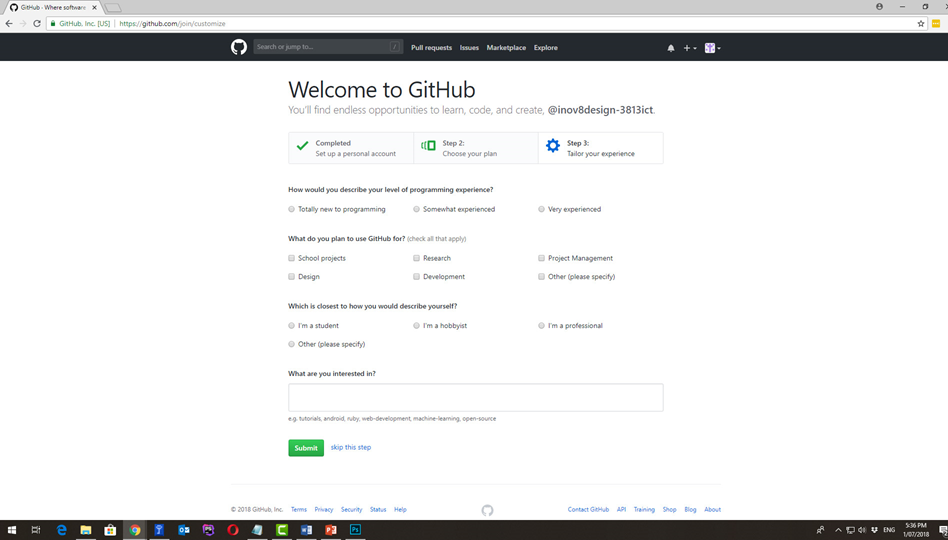 GitHub - Where software
GitHub, Inc. [US] | https://github.com/join/customize
Search or jump to... /
Pull requests Issues Marketplace Explore
Welcome to GitHub
You'll find endless opportunities to learn, code, and create, @inov8design-3813ict.
Completed
Set up a personal account
Step 2:
Choose your plan
Step 3:
Tailor your experience
How would you describe your level of programming experience?
Totally new to programming Somewhat experienced Very experienced
What do you plan to use GitHub for? (check all that apply)
School projects Research Project Management
Design Development Other (please specify)
Which is closest to how you would describe yourself?
I'm a student I'm a hobbyist I'm a professional
Other (please specify)
What are you interested in?
e.g. tutorials, android, ruby, web-development, machine-learning, open-source
Submit skip this step
© 2018 GitHub, Inc. Terms Privacy Security Status Help Contact GitHub API Training Shop Blog About
ENG
5:36 PM
1/07/2018